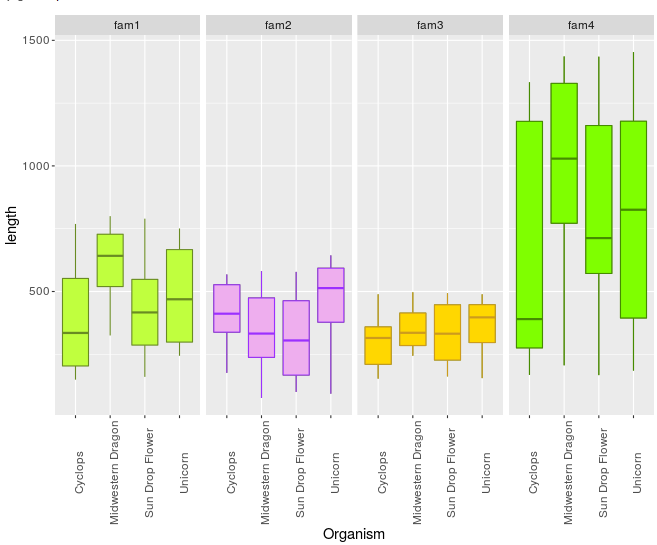 fam1 fam2 fam3 fam4
1500
1000
500
length
Cyclops Midwestern Dragon Sun Drop Flower Unicorn Cyclops Midwestern Dragon Sun Drop Flower Unicorn Cyclops Midwestern Dragon Sun Drop Flower Unicorn Cyclops Midwestern Dragon Sun Drop Flower Unicorn
Organism